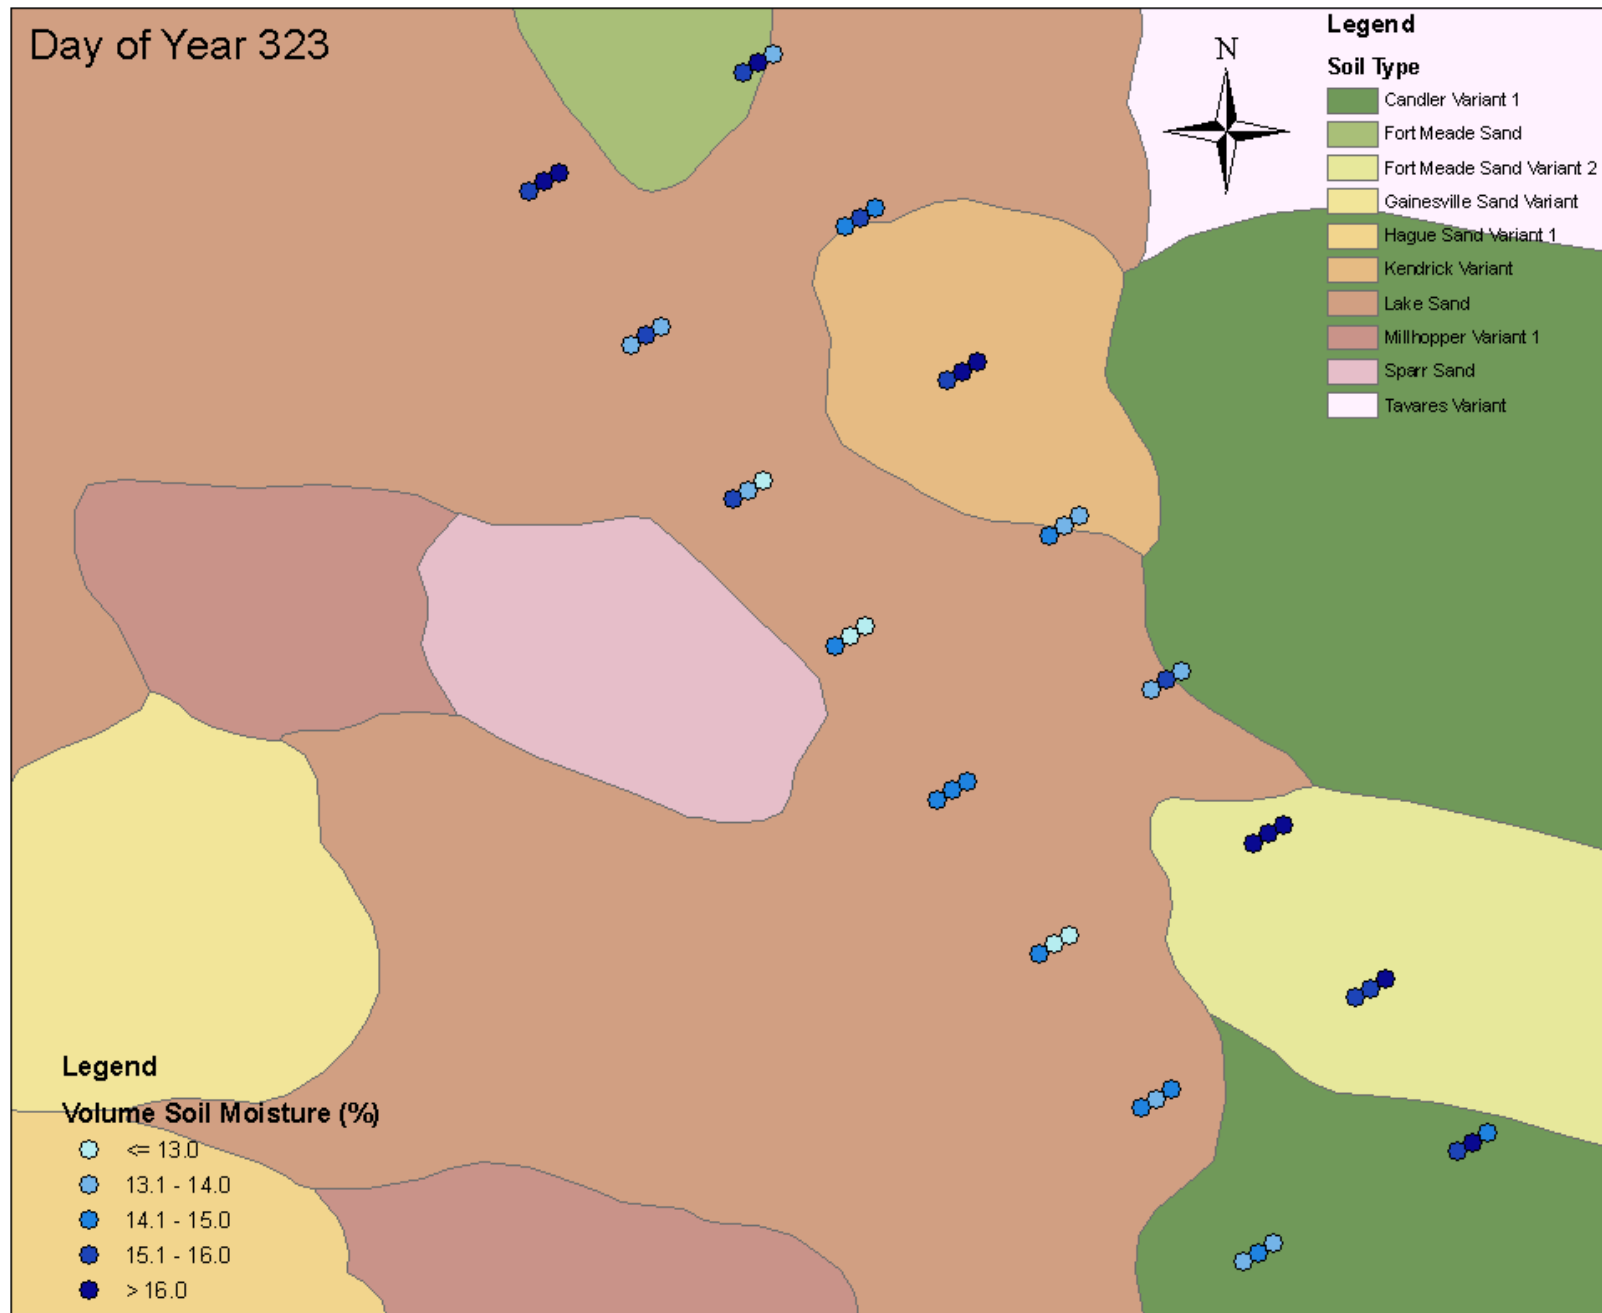 Day of Year 323
N
Legend
Soil Type
Candler Variant 1
Fort Meade Sand
Fort Meade Sand Variant 2
Gainesville Sand Variant
Hague Sand Variant 1
Kendrick Variant
Lake Sand
Millhopper Variant 1
Sparr Sand
Tavares Variant
Legend
Volume Soil Moisture (%)
<= 13.0
13.1 - 14.0
14.1 - 15.0
15.1 - 16.0
> 16.0